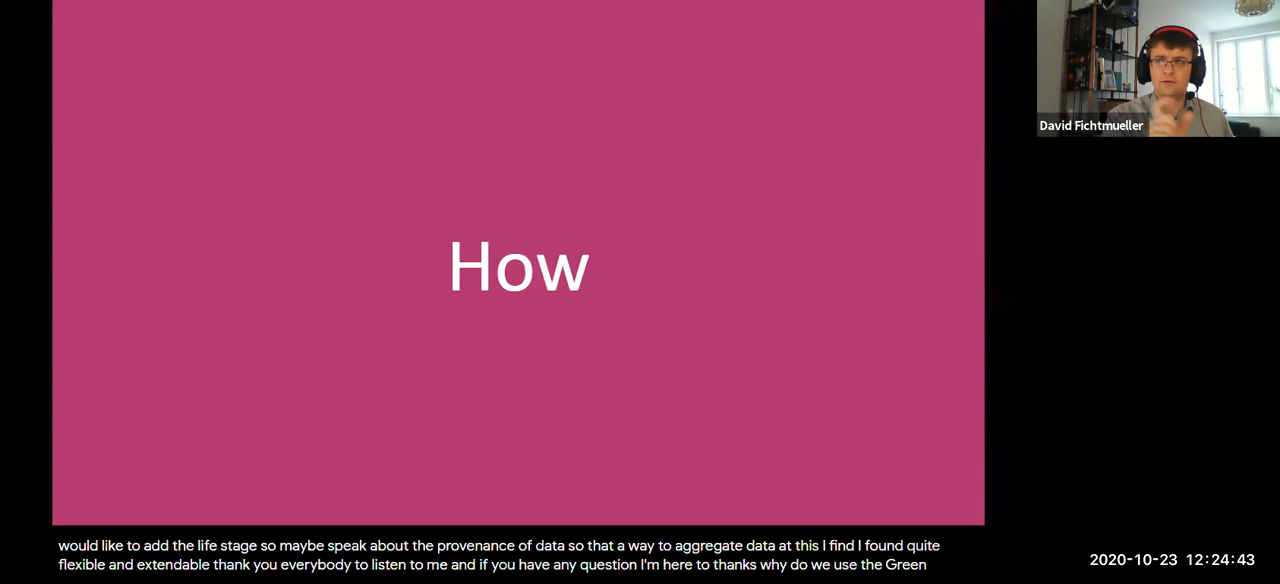 David Fichtmueller
How
would like to add the life stage so maybe speak about the provenance of data so that a way to aggregate data at this I find I found quite
flexible and extendable thank you everybody to listen to me and if you have any question I'm here to thanks why do we use the Green
2020-10-23 12:24:43